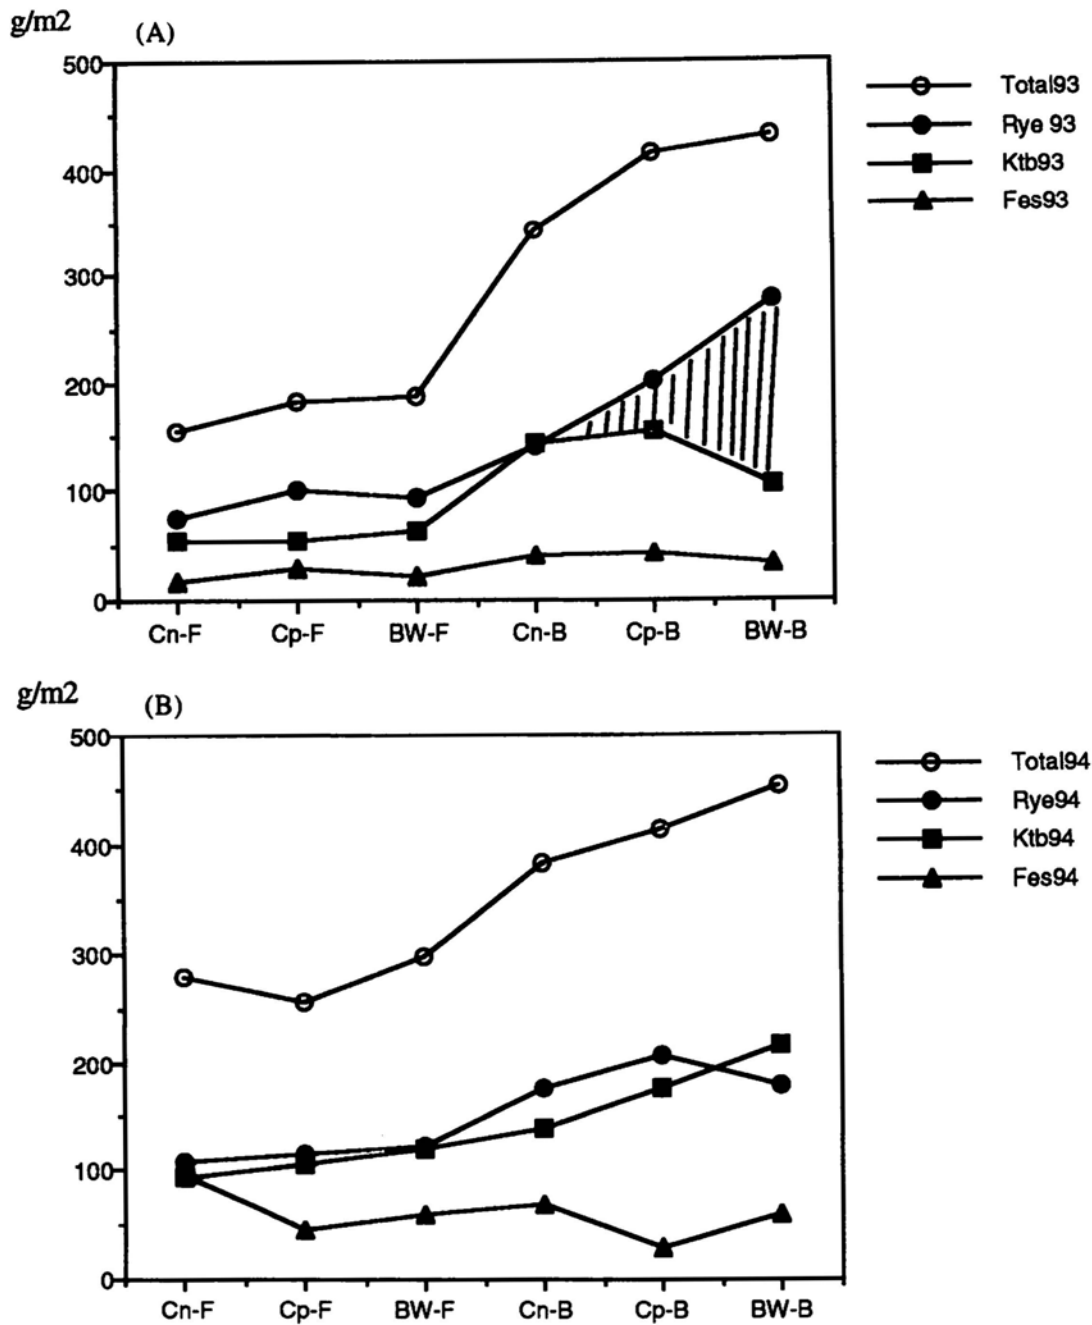 g/m2
(A)
500
400
300
200
100
0
Cn-F Cp-F BW-F Cn-B Cp-B BW-B
Total93
Rye 93
Ktb93
Fes93
g/m2
(B)
500
400
300
200
100
0
Cn-F Cp-F BW-F Cn-B Cp-B BW-B
Total94
Rye94
Ktb94
Fes94